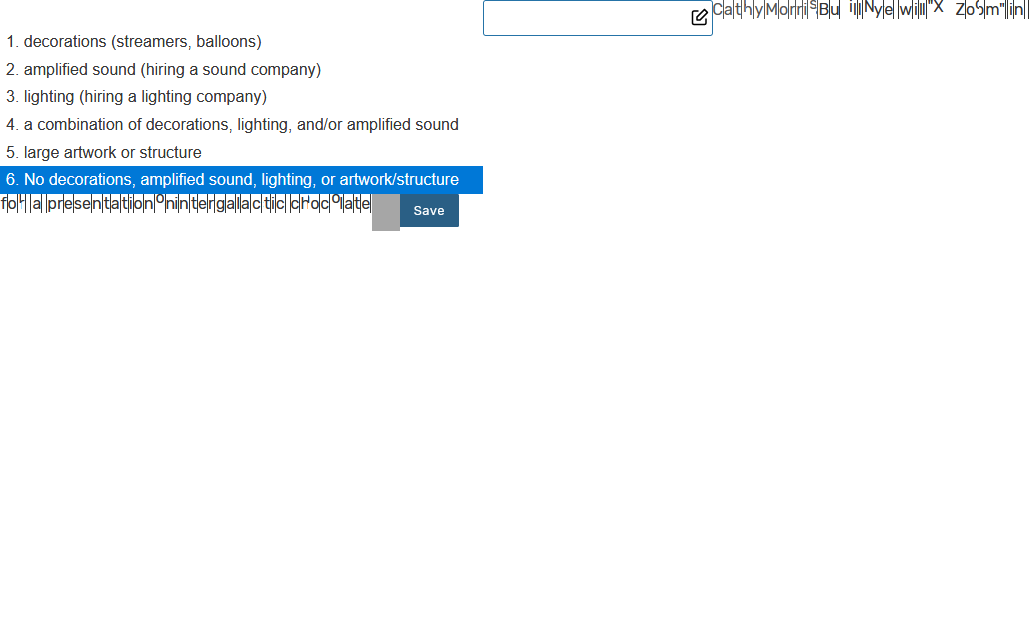 Cathy Morris Bu ill Nye will "X Zoom" in
1. decorations (streamers, balloons)
2. amplified sound (hiring a sound company)
3. lighting (hiring a lighting company)
4. a combination of decorations, lighting, and/or amplified sound
5. large artwork or structure
6. No decorations, amplified sound, lighting, or artwork/structure
for a presentation on intergallactic chocolate
Save